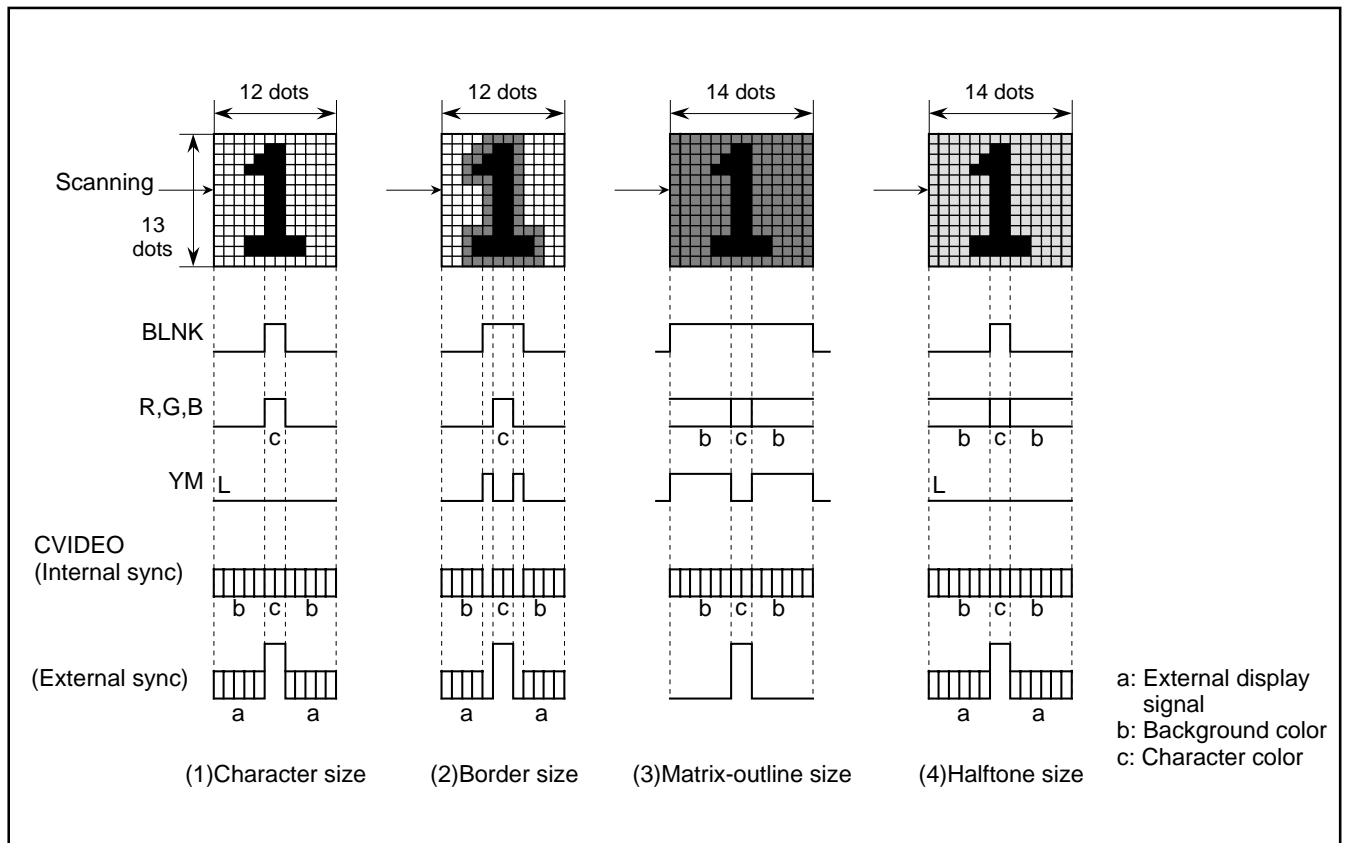 12 dots
12 dots
14 dots
14 dots
Scanning
13
dots
BLNK
R,G,B
c
c
b c b
b c b
YM
L
L
CVIDEO
(Internal sync)
b c b
b c b
b c b
b c b
(External sync)
a a
a a
a a
a: External display
signal
b: Background color
c: Character color
(1)Character size
(2)Border size
(3)Matrix-outline size
(4)Halftone size